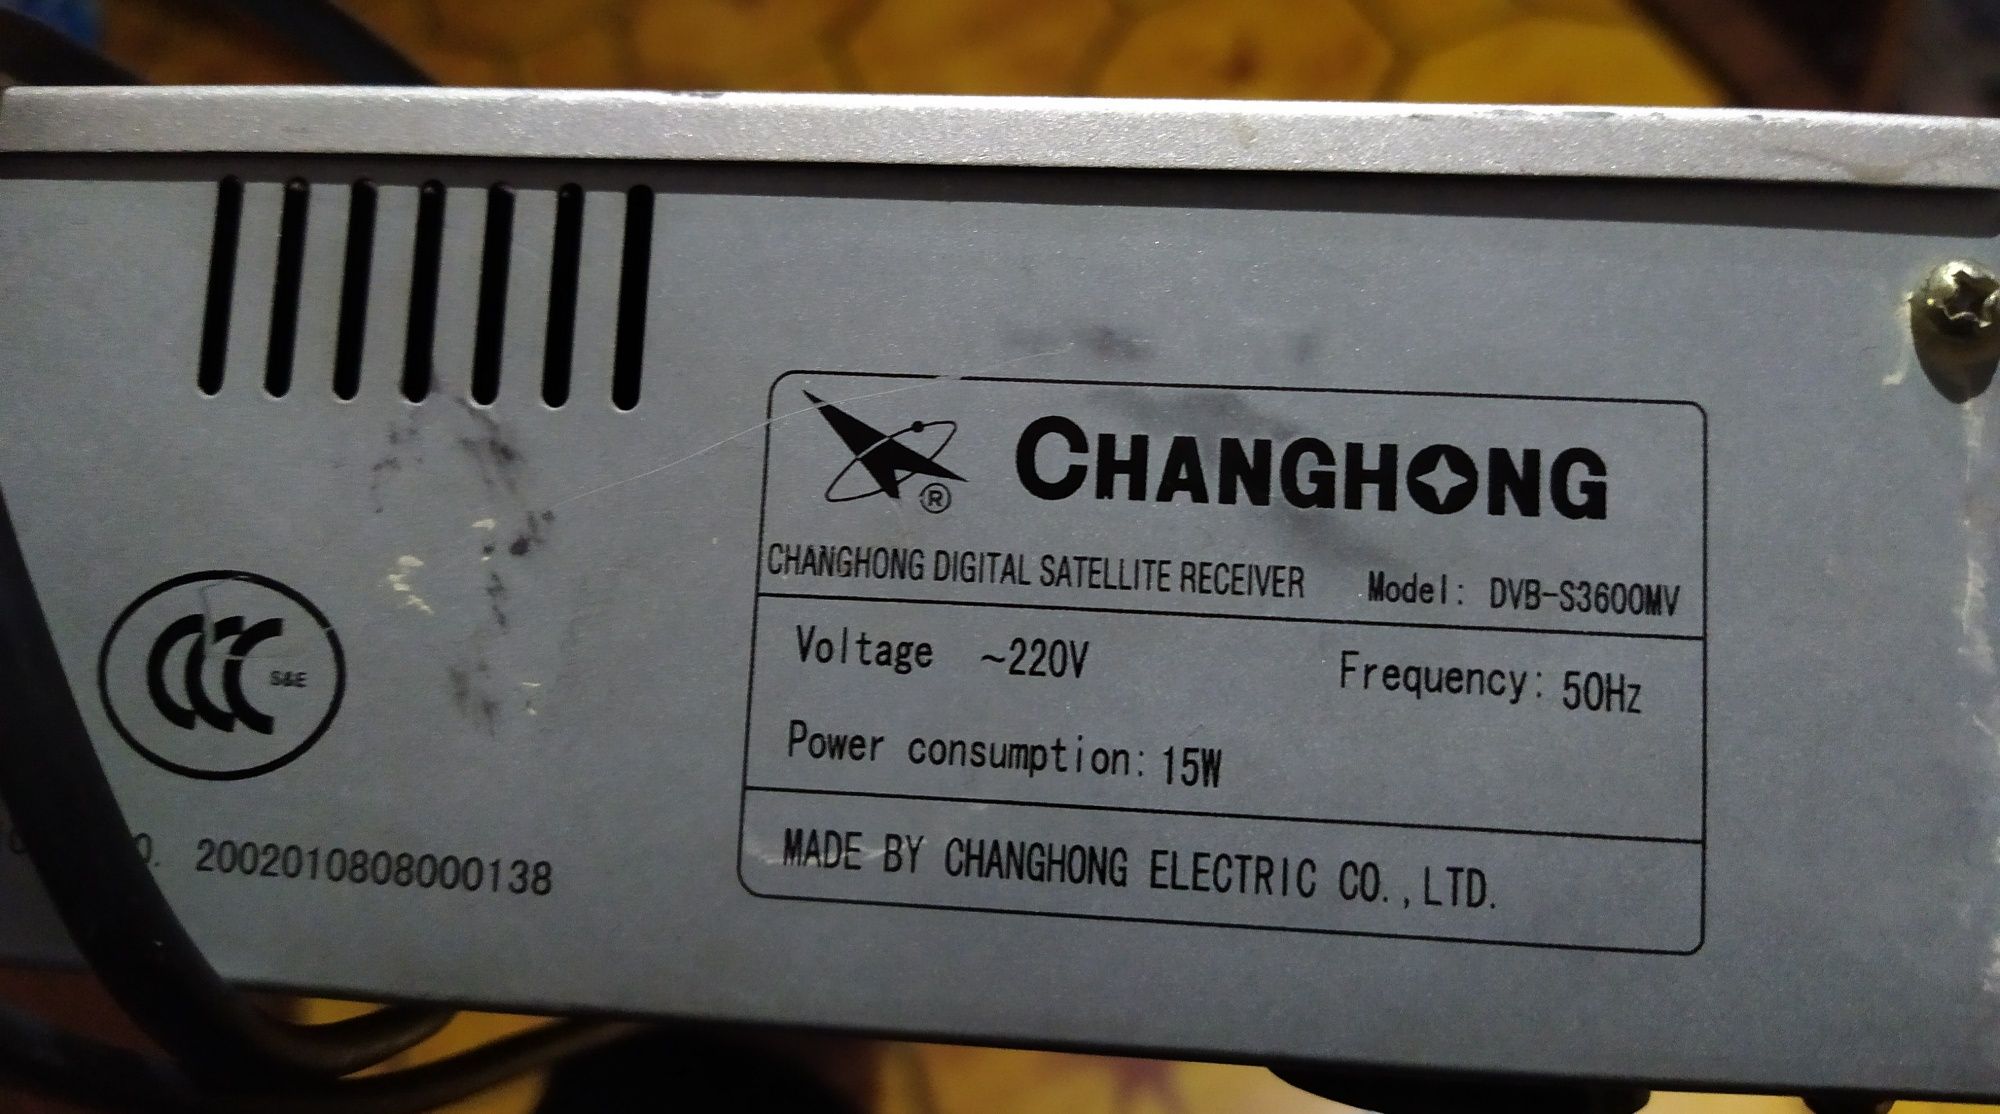 ®
CHANGHONG
CHANGHONG DIGITAL SATELLITE RECEIVER Model: DVB-S3600MV
Voltage ~220V Frequency: 50Hz
Power consumption: 15W
MADE BY CHANGHONG ELECTRIC CO.,LTD.
CCC S&E
2002010808000138